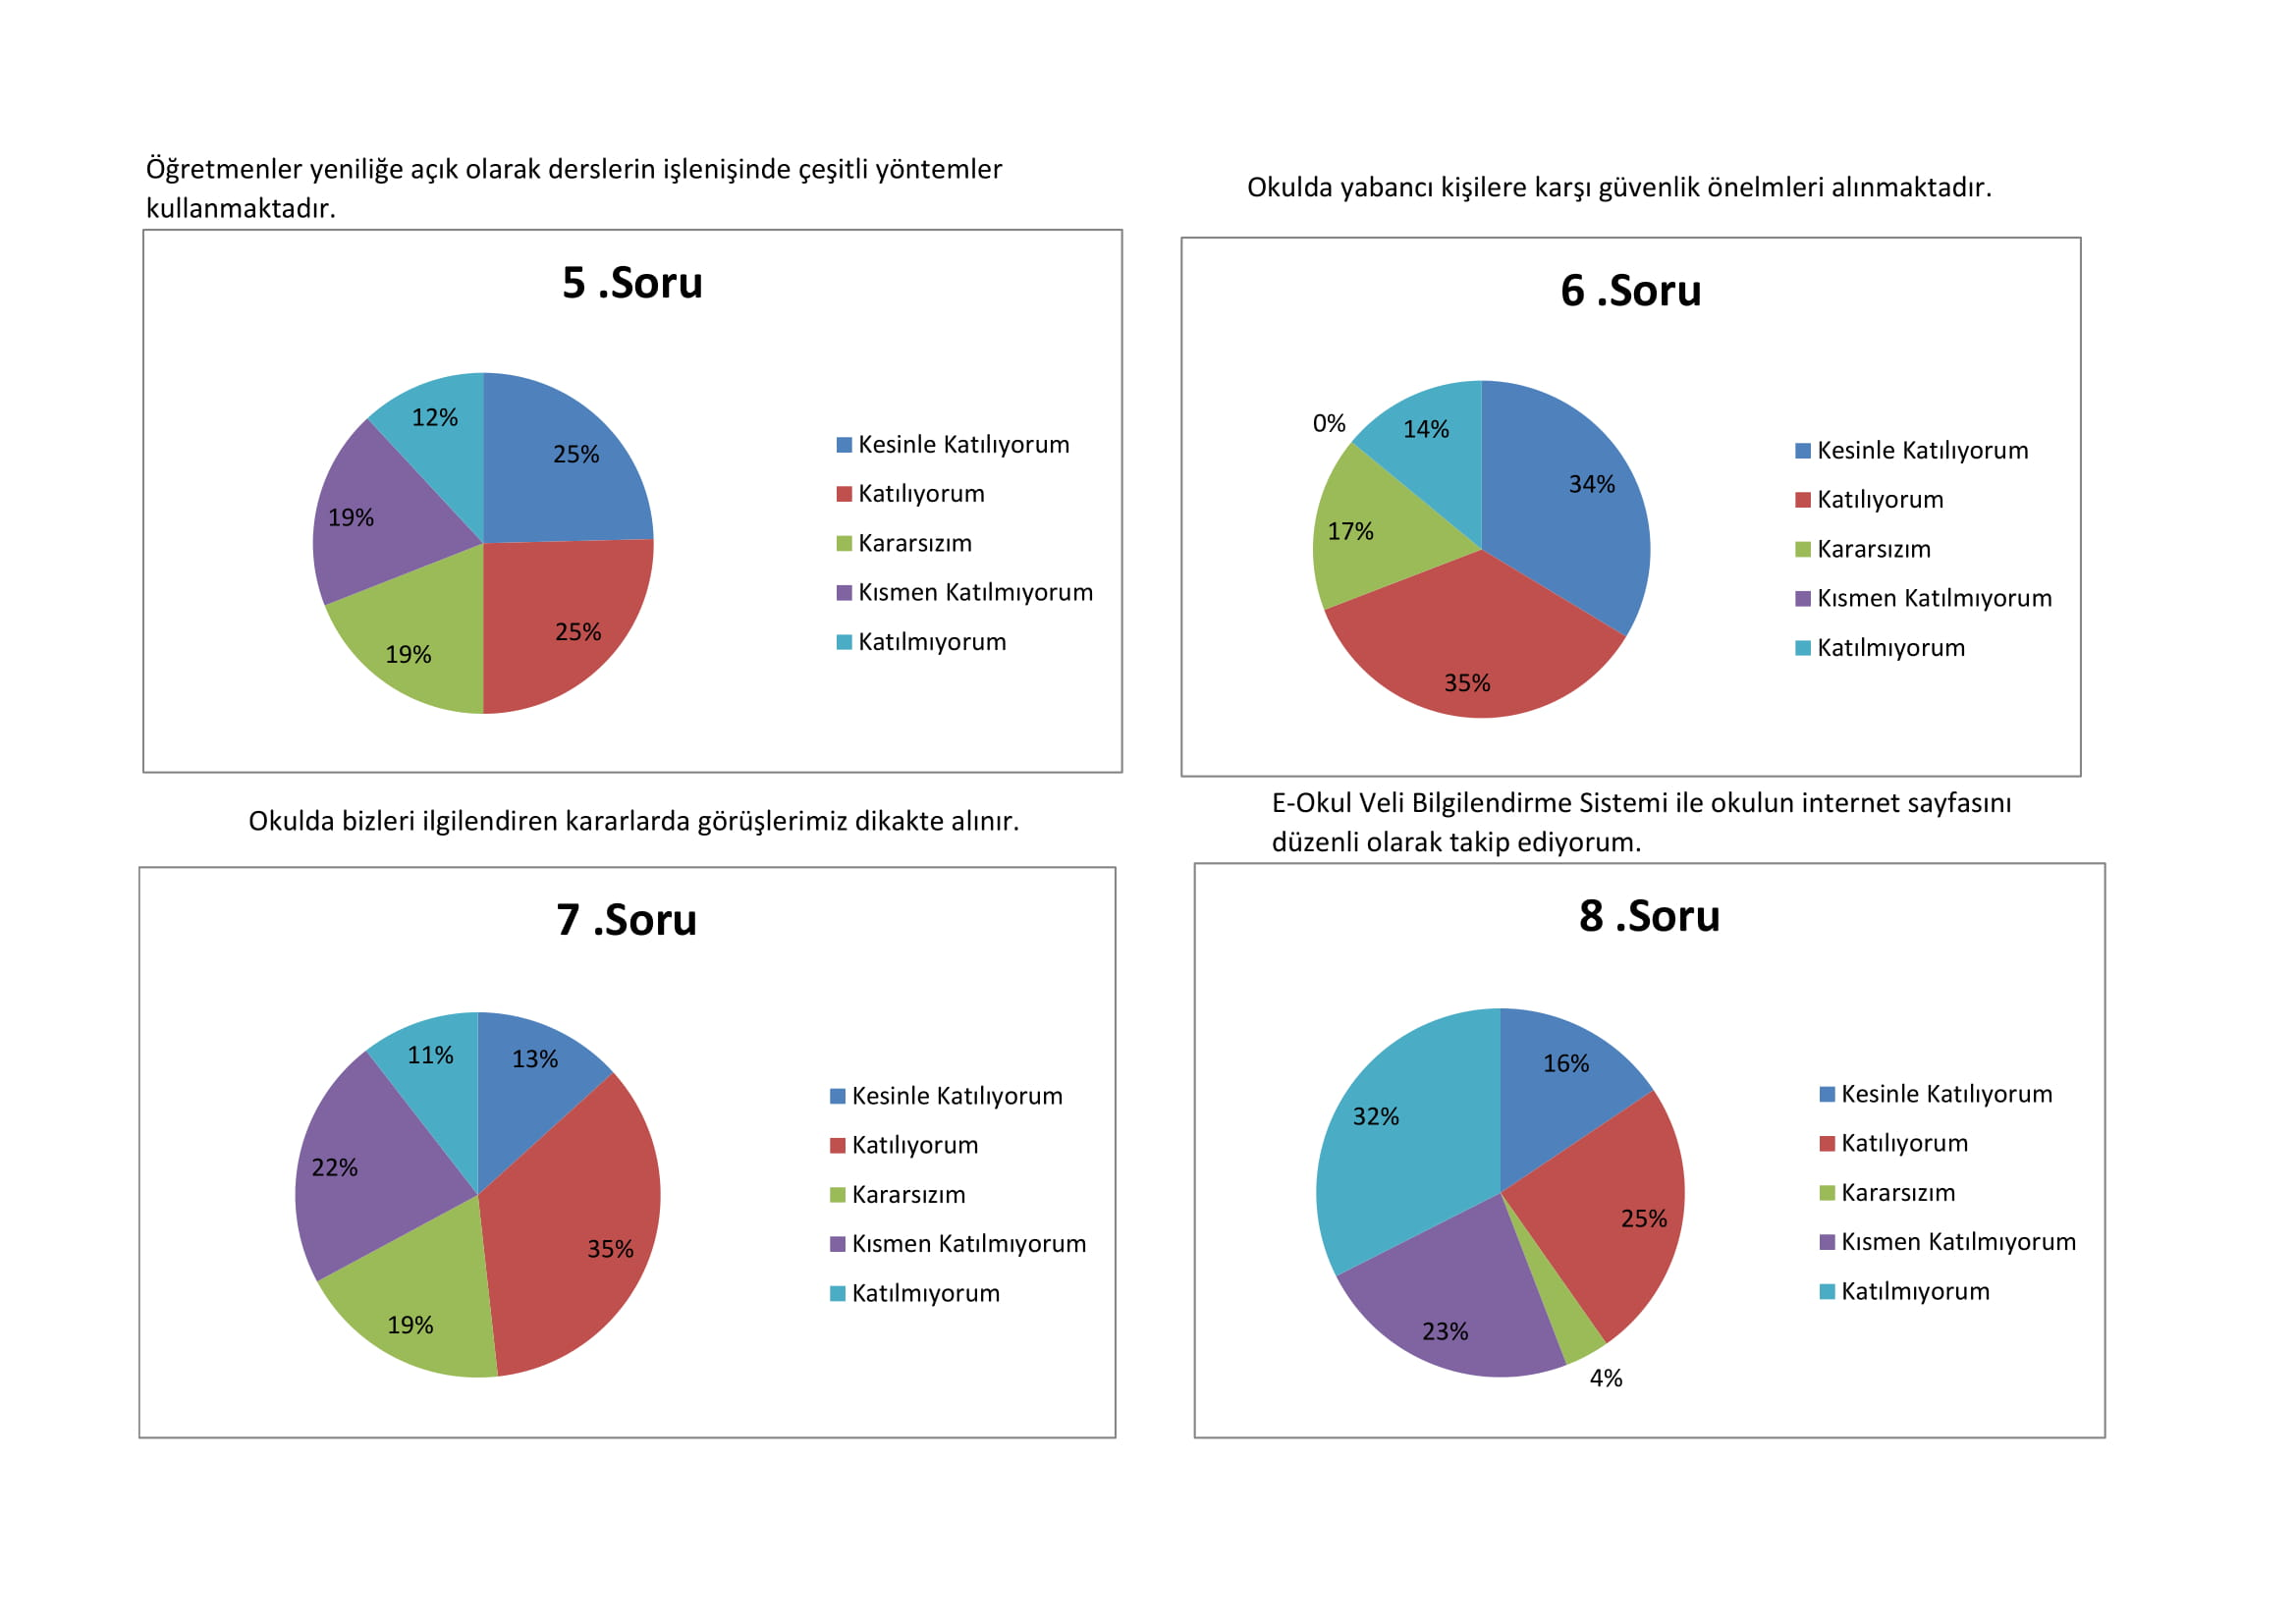 Öğretmenler yeniliğe açık olarak derslerin işlenişinde çeşitli yöntemler
kullanmaktadır.
5 .Soru
12%
25%
19%
19%
25%
Kesinle Katılıyorum
Katılıyorum
Kararsızım
Kısmen Katılmıyorum
Katılmıyorum
Okulda yabancı kişilere karşı güvenlik önelmleri alınmaktadır.
6 .Soru
0%
14%
34%
17%
35%
Kesinle Katılıyorum
Katılıyorum
Kararsızım
Kısmen Katılmıyorum
Katılmıyorum
Okulda bizleri ilgilendiren kararlarda görüşlerimiz dikakte alınır.
7 .Soru
11%
13%
22%
35%
19%
Kesinle Katılıyorum
Katılıyorum
Kararsızım
Kısmen Katılmıyorum
Katılmıyorum
E-Okul Veli Bilgilendirme Sistemi ile okulun internet sayfasını
düzenli olarak takip ediyorum.
8 .Soru
16%
32%
25%
23%
4%
Kesinle Katılıyorum
Katılıyorum
Kararsızım
Kısmen Katılmıyorum
Katılmıyorum